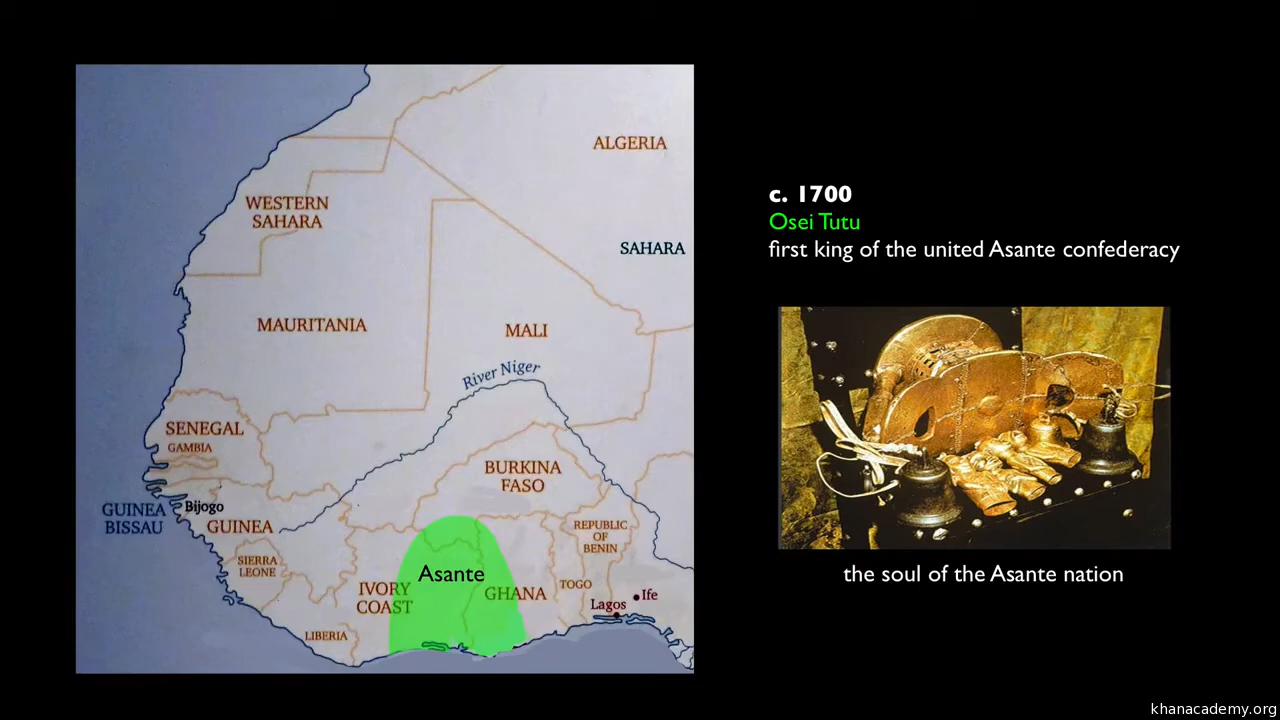 ALGERIA
WESTERN
SAHARA
SAHARA
MAURITANIA
MALI
River Niger
SENEGAL
GAMBIA
BURKINA
FASO
GUINEA
BISSAU
Bijogo
GUINEA
REPUBLIC
OF
BENIN
SIERRA
LEONE
Asante
IVORY
COAST
GHANA
TOGO
Ife
Lagos
LIBERIA
c. 1700
Osei Tutu
first king of the united Asante confederacy
the soul of the Asante nation
khanacademy.org